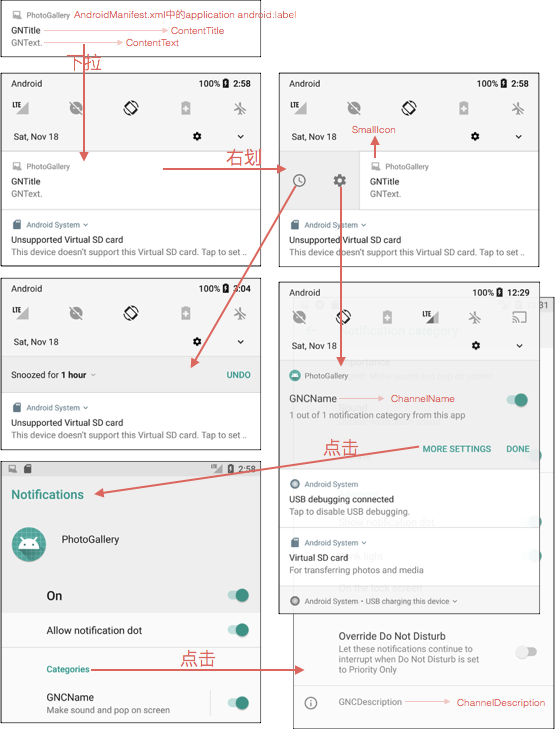 PhotoGallery AndroidManifest.xml中的application android:label
GNTitle ContentTitle
GNText. ContentText
下拉
Android 100% 2:58
LTE
Sat, Nov 18
PhotoGallery
GNTitle
GNText.
Android System
Unsupported Virtual SD card
This device doesn't support this Virtual SD card. Tap to set ..
右划
Android 100% 2:58
LTE
Sat, Nov 18
SmallIcon
PhotoGallery
GNTitle
GNText.
Android System
Unsupported Virtual SD card
This device doesn't support this Virtual SD card. Tap to set ..
Android 100% 3:04
LTE
Sat, Nov 18
Snoozed for 1 hour UNDO
Android System
Unsupported Virtual SD card
This device doesn't support this Virtual SD card. Tap to set ..
Android 100% 12:29
Sat, Nov 18
Notification category
PhotoGallery
GNCName ChannelName
1 out of 1 notification category from this app
MORE SETTINGS DONE
点击
Android System
USB debugging connected
Tap to disable USB debugging.
Show notification dot
Android System
Virtual SD card
For transferring photos and media
On the lock screen
Android System • USB charging this device
2:58
Notifications
PhotoGallery
On
Allow notification dot
Categories
点击
GNCName
Make sound and pop on screen
Override Do Not Disturb
Let these notifications continue to
interrupt when Do Not Disturb is set
to Priority Only
GNCDescription ChannelDescription